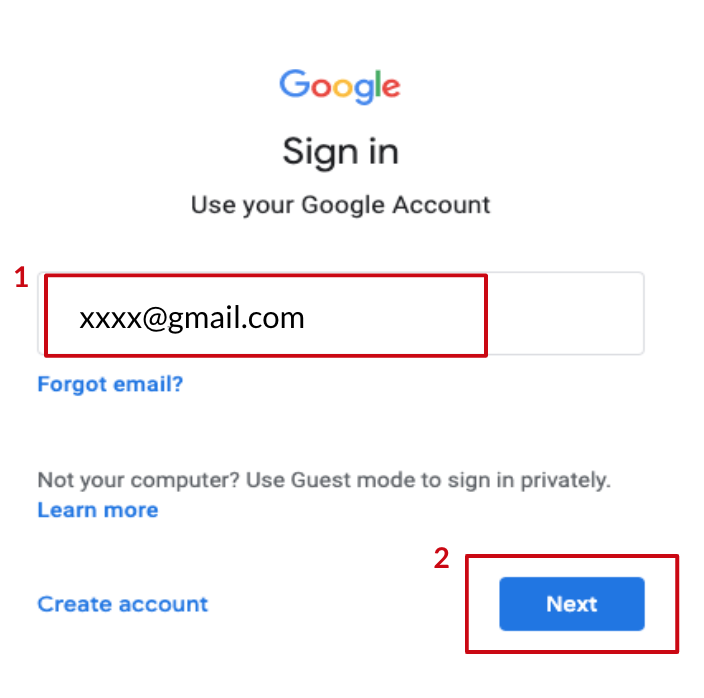 Google
Sign in
Use your Google Account
1
xxxx@gmail.com
Forgot email?
Not your computer? Use Guest mode to sign in privately.
Learn more
2
Create account
Next